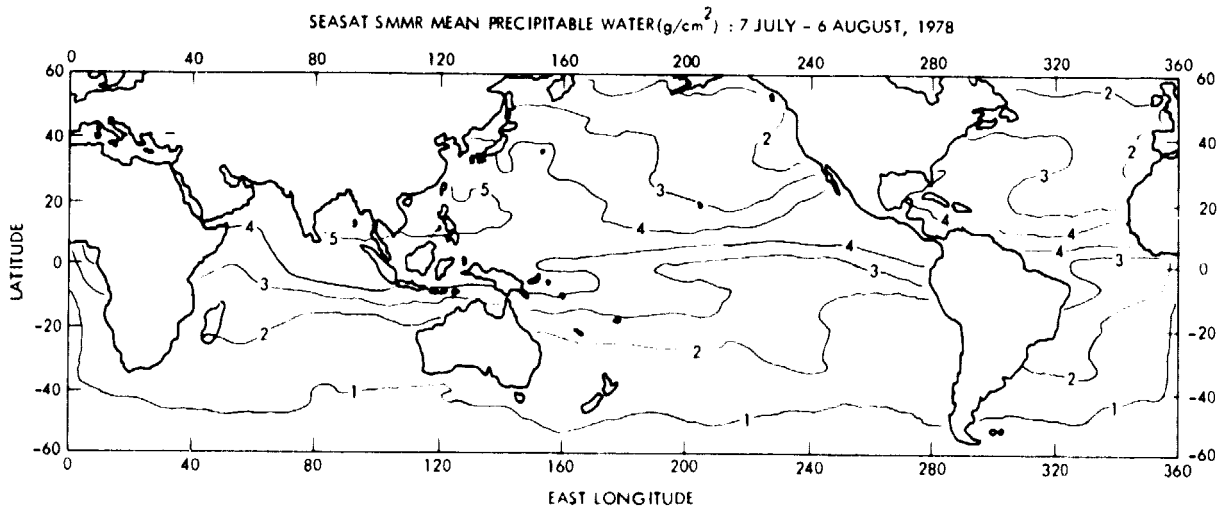 SEASAT SMMR MEAN PRECIPITABLE WATER(g/cm2) : 7 JULY - 6 AUGUST, 1978
0 40 80 120 160 200 240 280 320 360
60 60
2 2
40 40
2 2
5 3 3
20 20
4 5 4 4 4
4 4
0 0
3 3 3
-20 -20
2 2 2
-40 -40
1 1 1
-60 -60
0 40 80 120 160 200 240 280 320 360
LATITUDE
EAST LONGITUDE